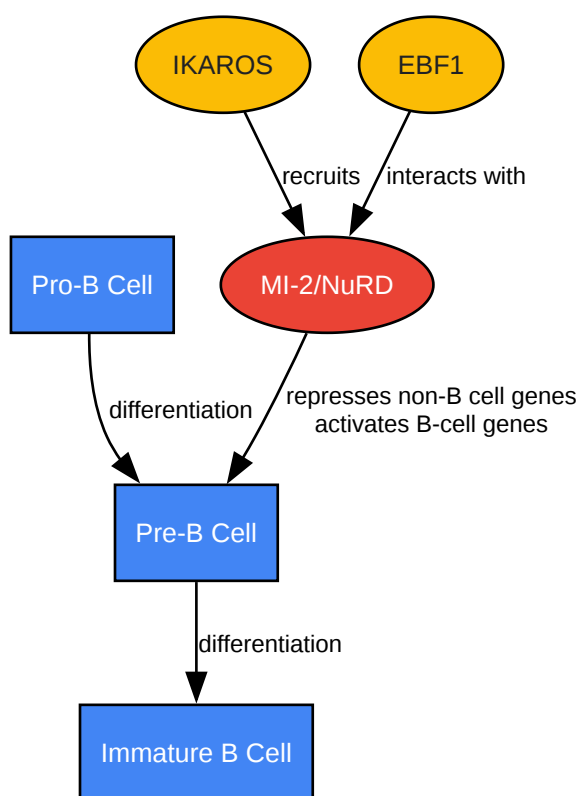 IKAROS
EBF1
recruits
interacts with
Pro-B Cell
MI-2/NuRD
differentiation
represses non-B cell genes
activates B-cell genes
Pre-B Cell
differentiation
Immature B Cell